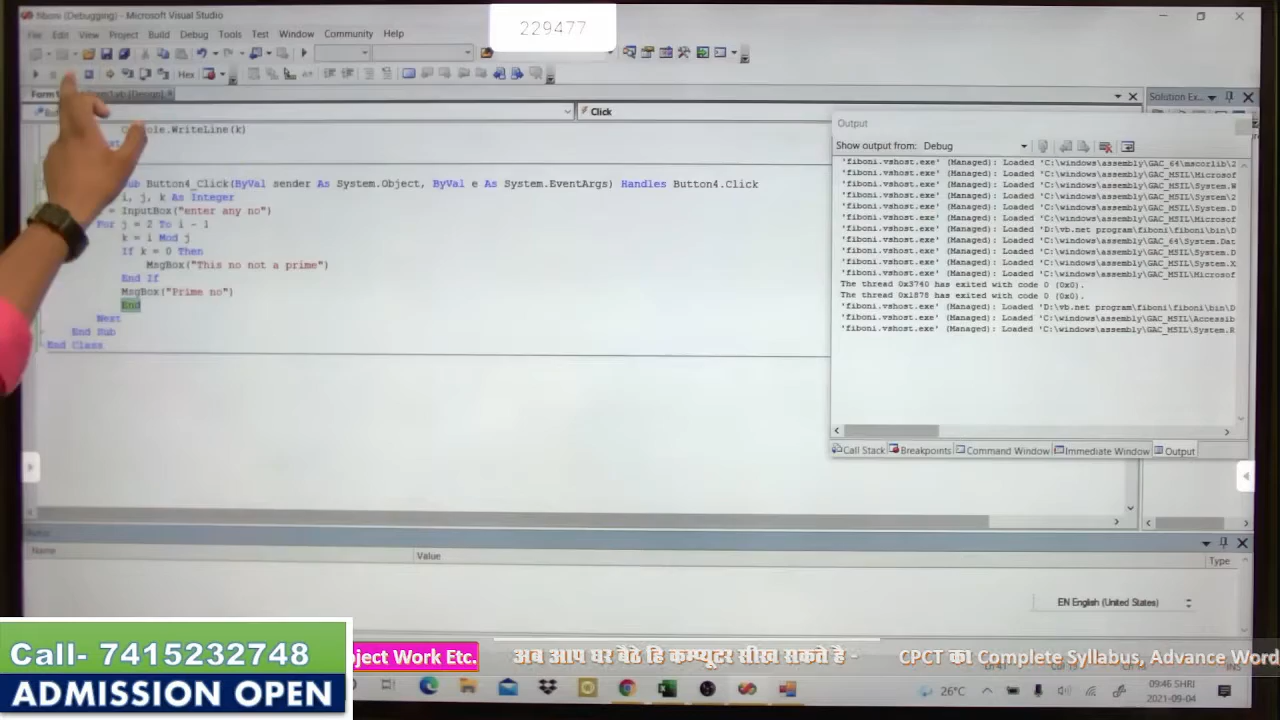 fiboni (Debugging) - Microsoft Visual Studio
229477
File Edit View Project Build Debug Tools Test Window Community Help
Hex
Click
Solution Ex...
Console.WriteLine(k)
Sub Button4_Click(ByVal sender As System.Object, ByVal e As System.EventArgs) Handles Button4.Click
i, j, k As Integer
= InputBox("enter any no")
For j = 2 To i - 1
k = i Mod j
If k = 0 Then
MsgBox("This no not a prime")
End If
MsgBox("Prime no")
End
Next
End Sub
End Class
Output
Show output from: Debug
'fiboni.vshost.exe' (Managed): Loaded 'C:\windows\assembly\GAC_64\mscorlib\2
'fiboni.vshost.exe' (Managed): Loaded 'C:\windows\assembly\GAC_MSIL\Microsof
'fiboni.vshost.exe' (Managed): Loaded 'C:\windows\assembly\GAC_MSIL\System.W
'fiboni.vshost.exe' (Managed): Loaded 'C:\windows\assembly\GAC_MSIL\System\2
'fiboni.vshost.exe' (Managed): Loaded 'C:\windows\assembly\GAC_MSIL\System.D
'fiboni.vshost.exe' (Managed): Loaded 'C:\windows\assembly\GAC_MSIL\Microsof
'fiboni.vshost.exe' (Managed): Loaded 'D:\vb.net program\fiboni\fiboni\bin\D
'fiboni.vshost.exe' (Managed): Loaded 'C:\windows\assembly\GAC_64\System.Dat
'fiboni.vshost.exe' (Managed): Loaded 'C:\windows\assembly\GAC_MSIL\System.D
'fiboni.vshost.exe' (Managed): Loaded 'C:\windows\assembly\GAC_MSIL\System.X
'fiboni.vshost.exe' (Managed): Loaded 'C:\windows\assembly\GAC_MSIL\Microsof
The thread 0x3740 has exited with code 0 (0x0).
The thread 0x1878 has exited with code 0 (0x0).
'fiboni.vshost.exe' (Managed): Loaded 'D:\vb.net program\fiboni\fiboni\bin\D
'fiboni.vshost.exe' (Managed): Loaded 'C:\windows\assembly\GAC_MSIL\Accessib
'fiboni.vshost.exe' (Managed): Loaded 'C:\windows\assembly\GAC_MSIL\System.R
Call Stack Breakpoints Command Window Immediate Window Output
Name Value Type
EN English (United States)
Call- 7415232748
ADMISSION OPEN
oject Work Etc. अब आप घर बैठे हि कम्प्यूटर सीख सकते है - CPCT का Complete Syllabus, Advance Word
26°C
09:46 SHRI
2021-09-04